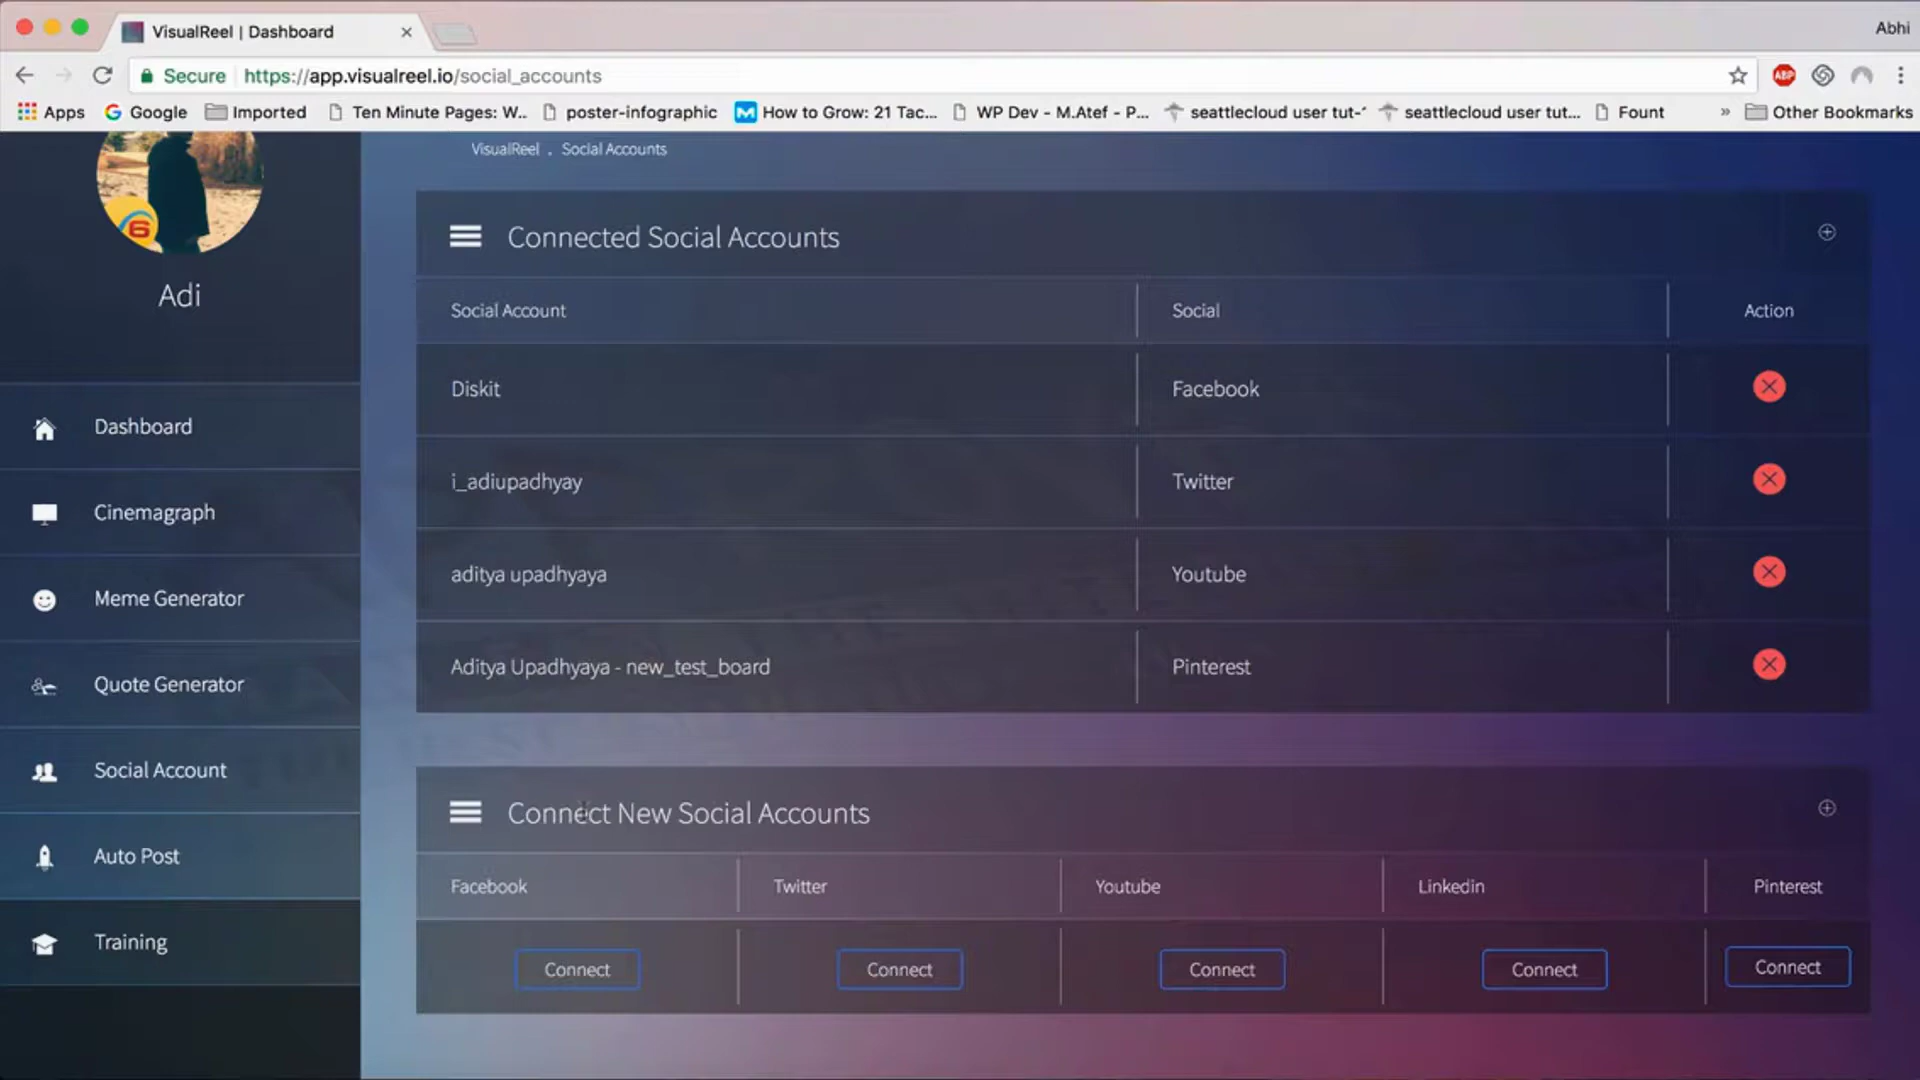 VisualReel | Dashboard
Abhi
Secure https://app.visualreel.io/social_accounts
ABP
Apps Google Imported Ten Minute Pages: W... poster-infographic How to Grow: 21 Tac... WP Dev - M.Atef - P... seattlecloud user tut-' seattlecloud user tut... Fount » Other Bookmarks
VisualReel . Social Accounts
6
Adi
Dashboard
Cinemagraph
Meme Generator
Quote Generator
Social Account
Auto Post
Training
Connected Social Accounts
Social Account Social Action
Diskit Facebook
i_adiupadhyay Twitter
aditya upadhyaya Youtube
Aditya Upadhyaya - new_test_board Pinterest
Connect New Social Accounts
Facebook Twitter Youtube Linkedin Pinterest
Connect Connect Connect Connect Connect